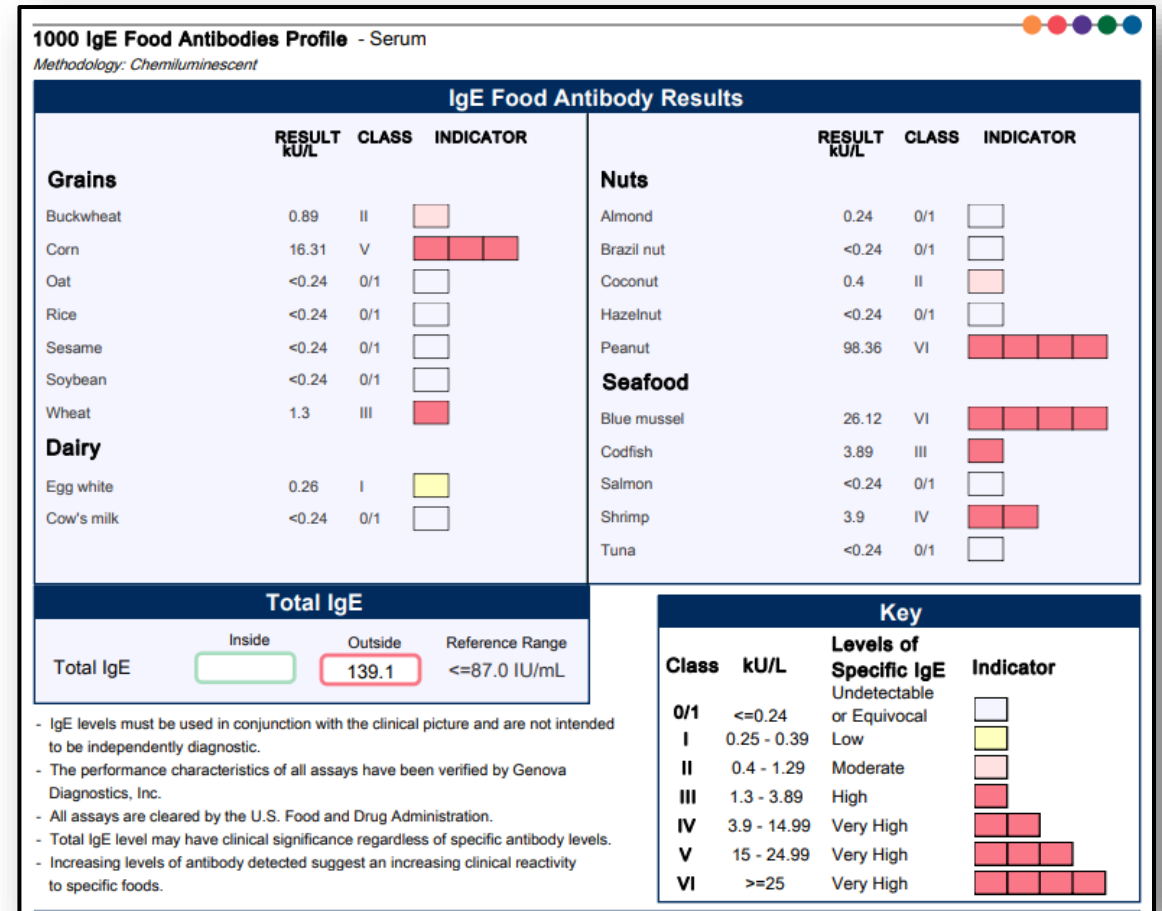 1000 IgE Food Antibodies Profile - Serum
Methodology: Chemiluminescent
IgE Food Antibody Results
RESULT kU/L CLASS INDICATOR
Grains
Buckwheat 0.89 II
Corn 16.31 V
Oat <0.24 0/1
Rice <0.24 0/1
Sesame <0.24 0/1
Soybean <0.24 0/1
Wheat 1.3 III
Dairy
Egg white 0.26 I
Cow's milk <0.24 0/1
RESULT kU/L CLASS INDICATOR
Nuts
Almond 0.24 0/1
Brazil nut <0.24 0/1
Coconut 0.4 II
Hazelnut <0.24 0/1
Peanut 98.36 VI
Seafood
Blue mussel 26.12 VI
Codfish 3.89 III
Salmon <0.24 0/1
Shrimp 3.9 IV
Tuna <0.24 0/1
Total IgE
Inside Outside Reference Range
Total IgE 139.1 <=87.0 IU/mL
- IgE levels must be used in conjunction with the clinical picture and are not intended
to be independently diagnostic.
- The performance characteristics of all assays have been verified by Genova
Diagnostics, Inc.
- All assays are cleared by the U.S. Food and Drug Administration.
- Total IgE level may have clinical significance regardless of specific antibody levels.
- Increasing levels of antibody detected suggest an increasing clinical reactivity
to specific foods.
Key
Class kU/L Levels of Specific IgE Indicator
0/1 <=0.24 Undetectable or Equivocal
I 0.25 - 0.39 Low
II 0.4 - 1.29 Moderate
III 1.3 - 3.89 High
IV 3.9 - 14.99 Very High
V 15 - 24.99 Very High
VI >=25 Very High